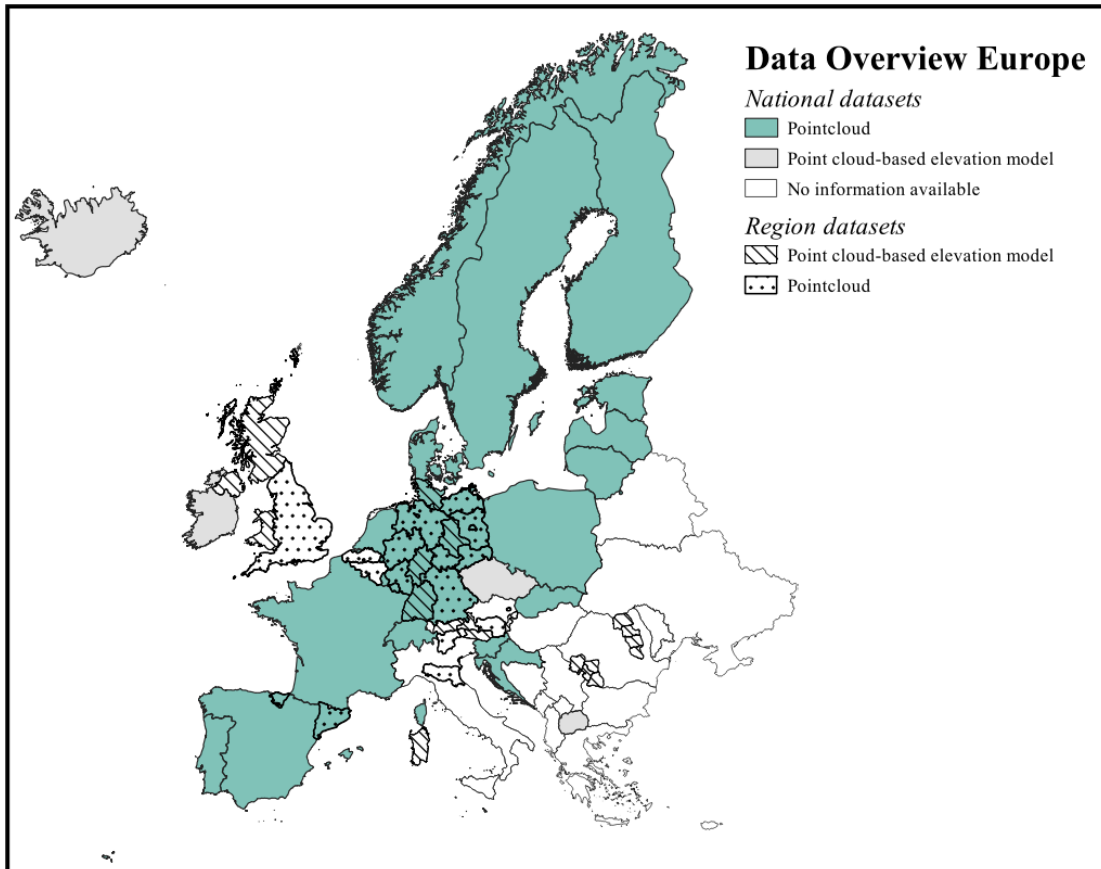 Data Overview Europe
National datasets
Pointcloud
Point cloud-based elevation model
No information available
Region datasets
Point cloud-based elevation model
Pointcloud